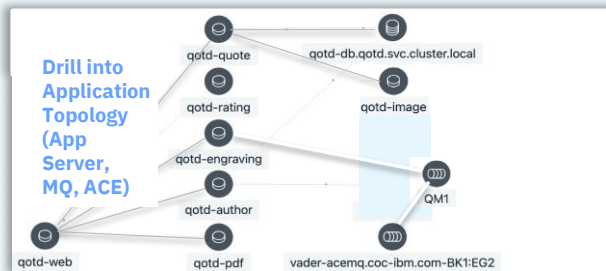 Drill into
Application
Topology
(App
Server,
MQ, ACE)
qotd-quote
qotd-db.qotd.svc.cluster.local
qotd-rating
qotd-image
qotd-engraving
QM1
qotd-author
qotd-web
qotd-pdf
vader-acemq.coc-ibm.com-BK1:EG2